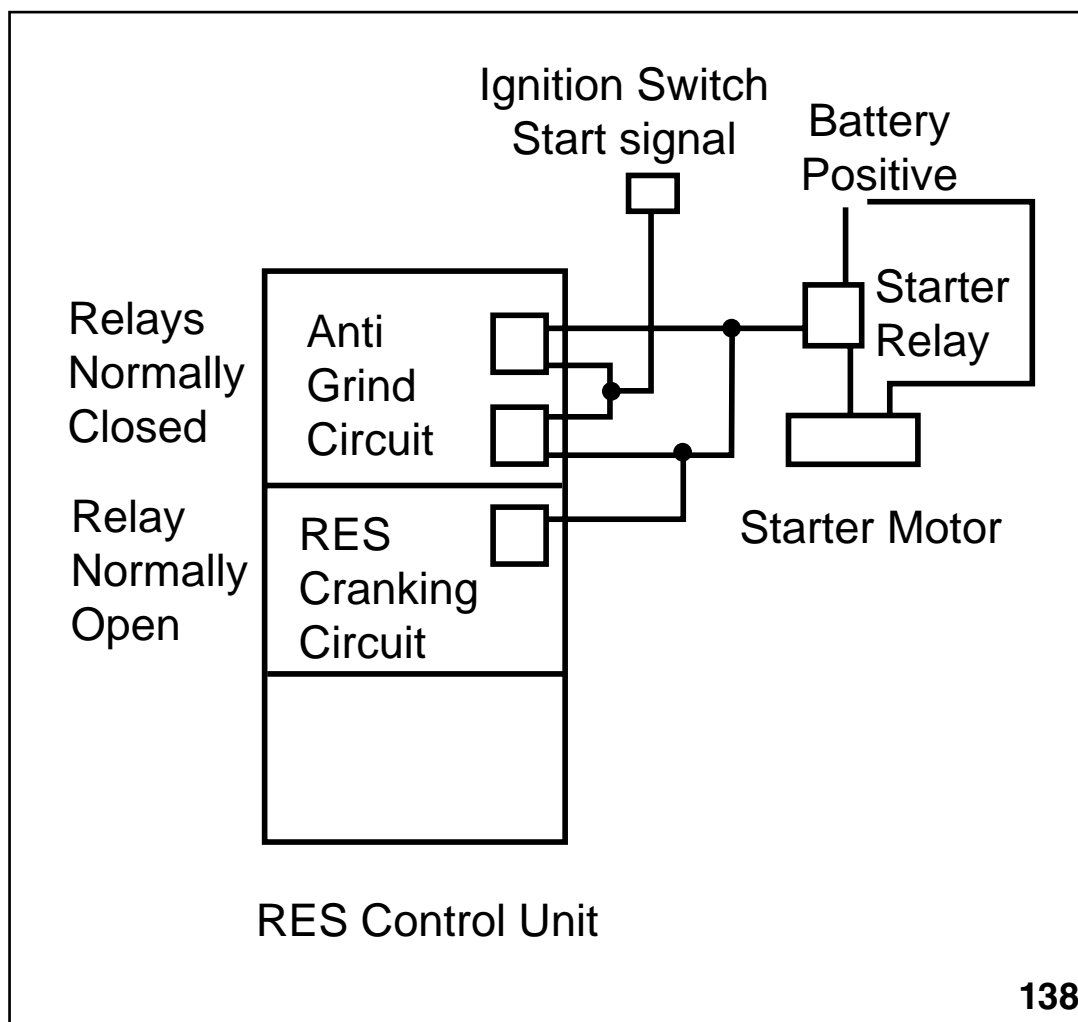 Ignition Switch
Start signal
Battery
Positive
Relays
Normally
Closed
Anti
Grind
Circuit
Starter
Relay
Relay
Normally
Open
RES
Cranking
Circuit
Starter Motor
RES Control Unit
138